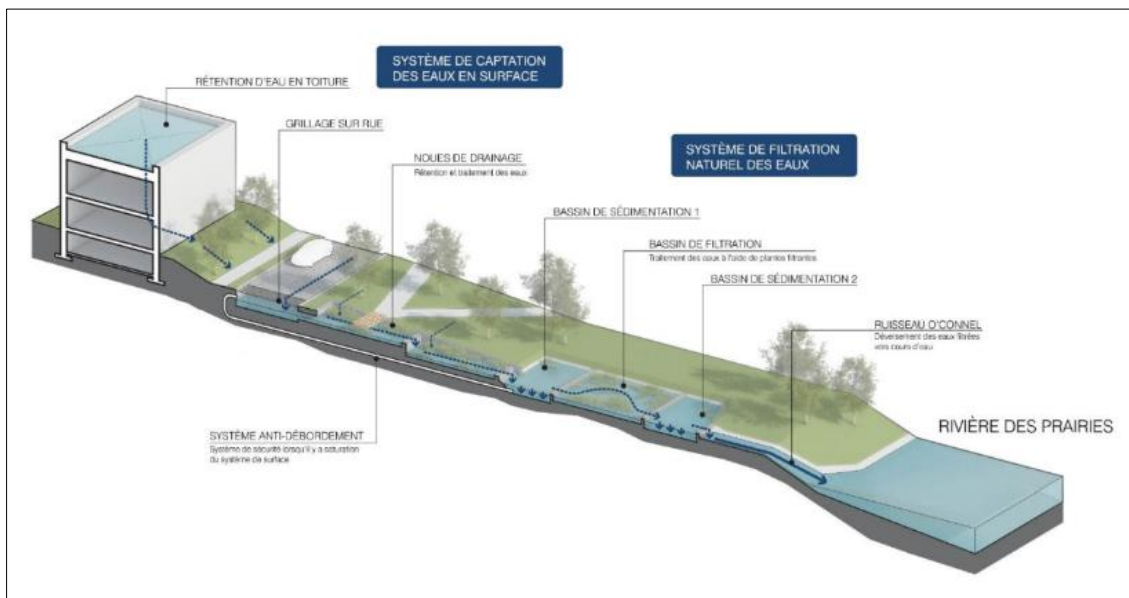 SYSTÈME DE CAPTATION
DES EAUX EN SURFACE
RÉTENTION D'EAU EN TOITURE
GRILLAGE SUR RUE
NOUES DE DRAINAGE
Rétention et traitement des eaux
SYSTÈME DE FILTRATION
NATUREL DES EAUX
BASSIN DE SÉDIMENTATION 1
BASSIN DE FILTRATION
Traitement des eaux à l'aide de plantes filtrantes
BASSIN DE SÉDIMENTATION 2
RUISSEAU O'CONNEL
Déversement des eaux filtrées
vers cours d'eau
RIVIÈRE DES PRAIRIES
SYSTÈME ANTI-DÉBORDEMENT
Système de sécurité lorsqu'il y a saturation
du système de surface